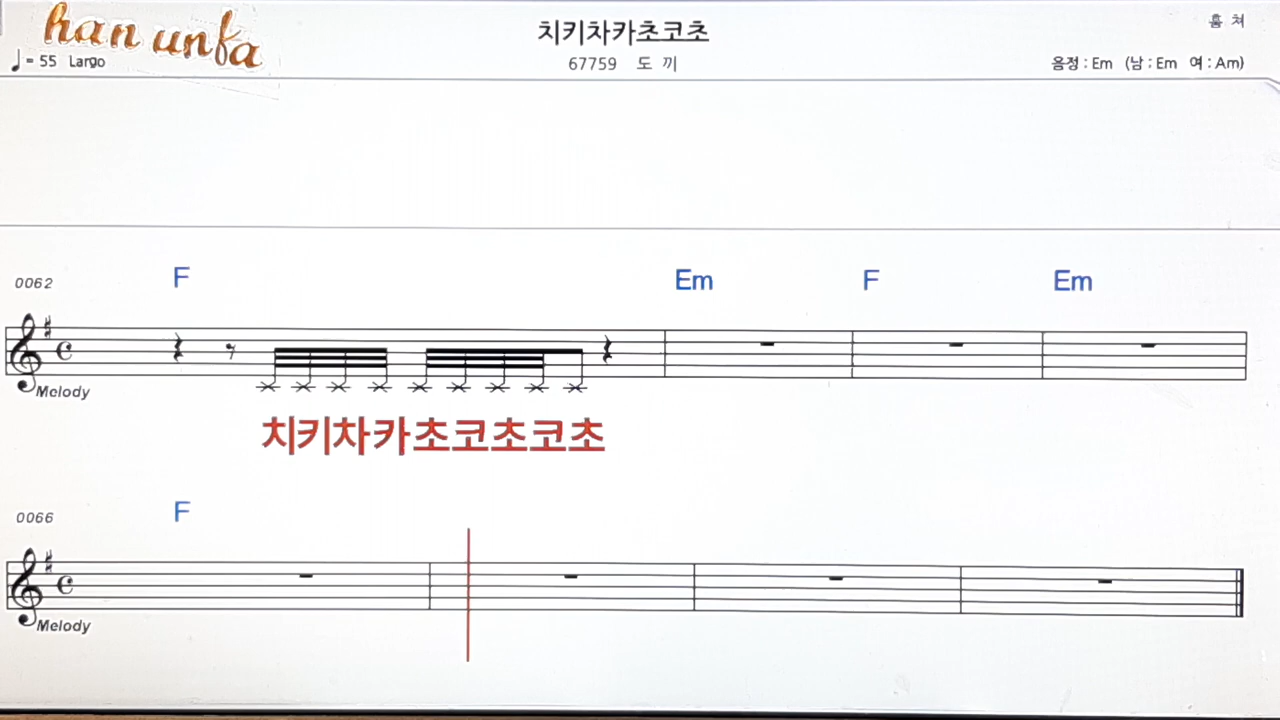 han unfa
치키차카초코초
훔 쳐
♩= 55 Largo
67759 도 끼
음정 : Em (남 : Em 여 : Am)
0062 F Em F Em
Melody
치키차카초코초코초
0066 F
Melody